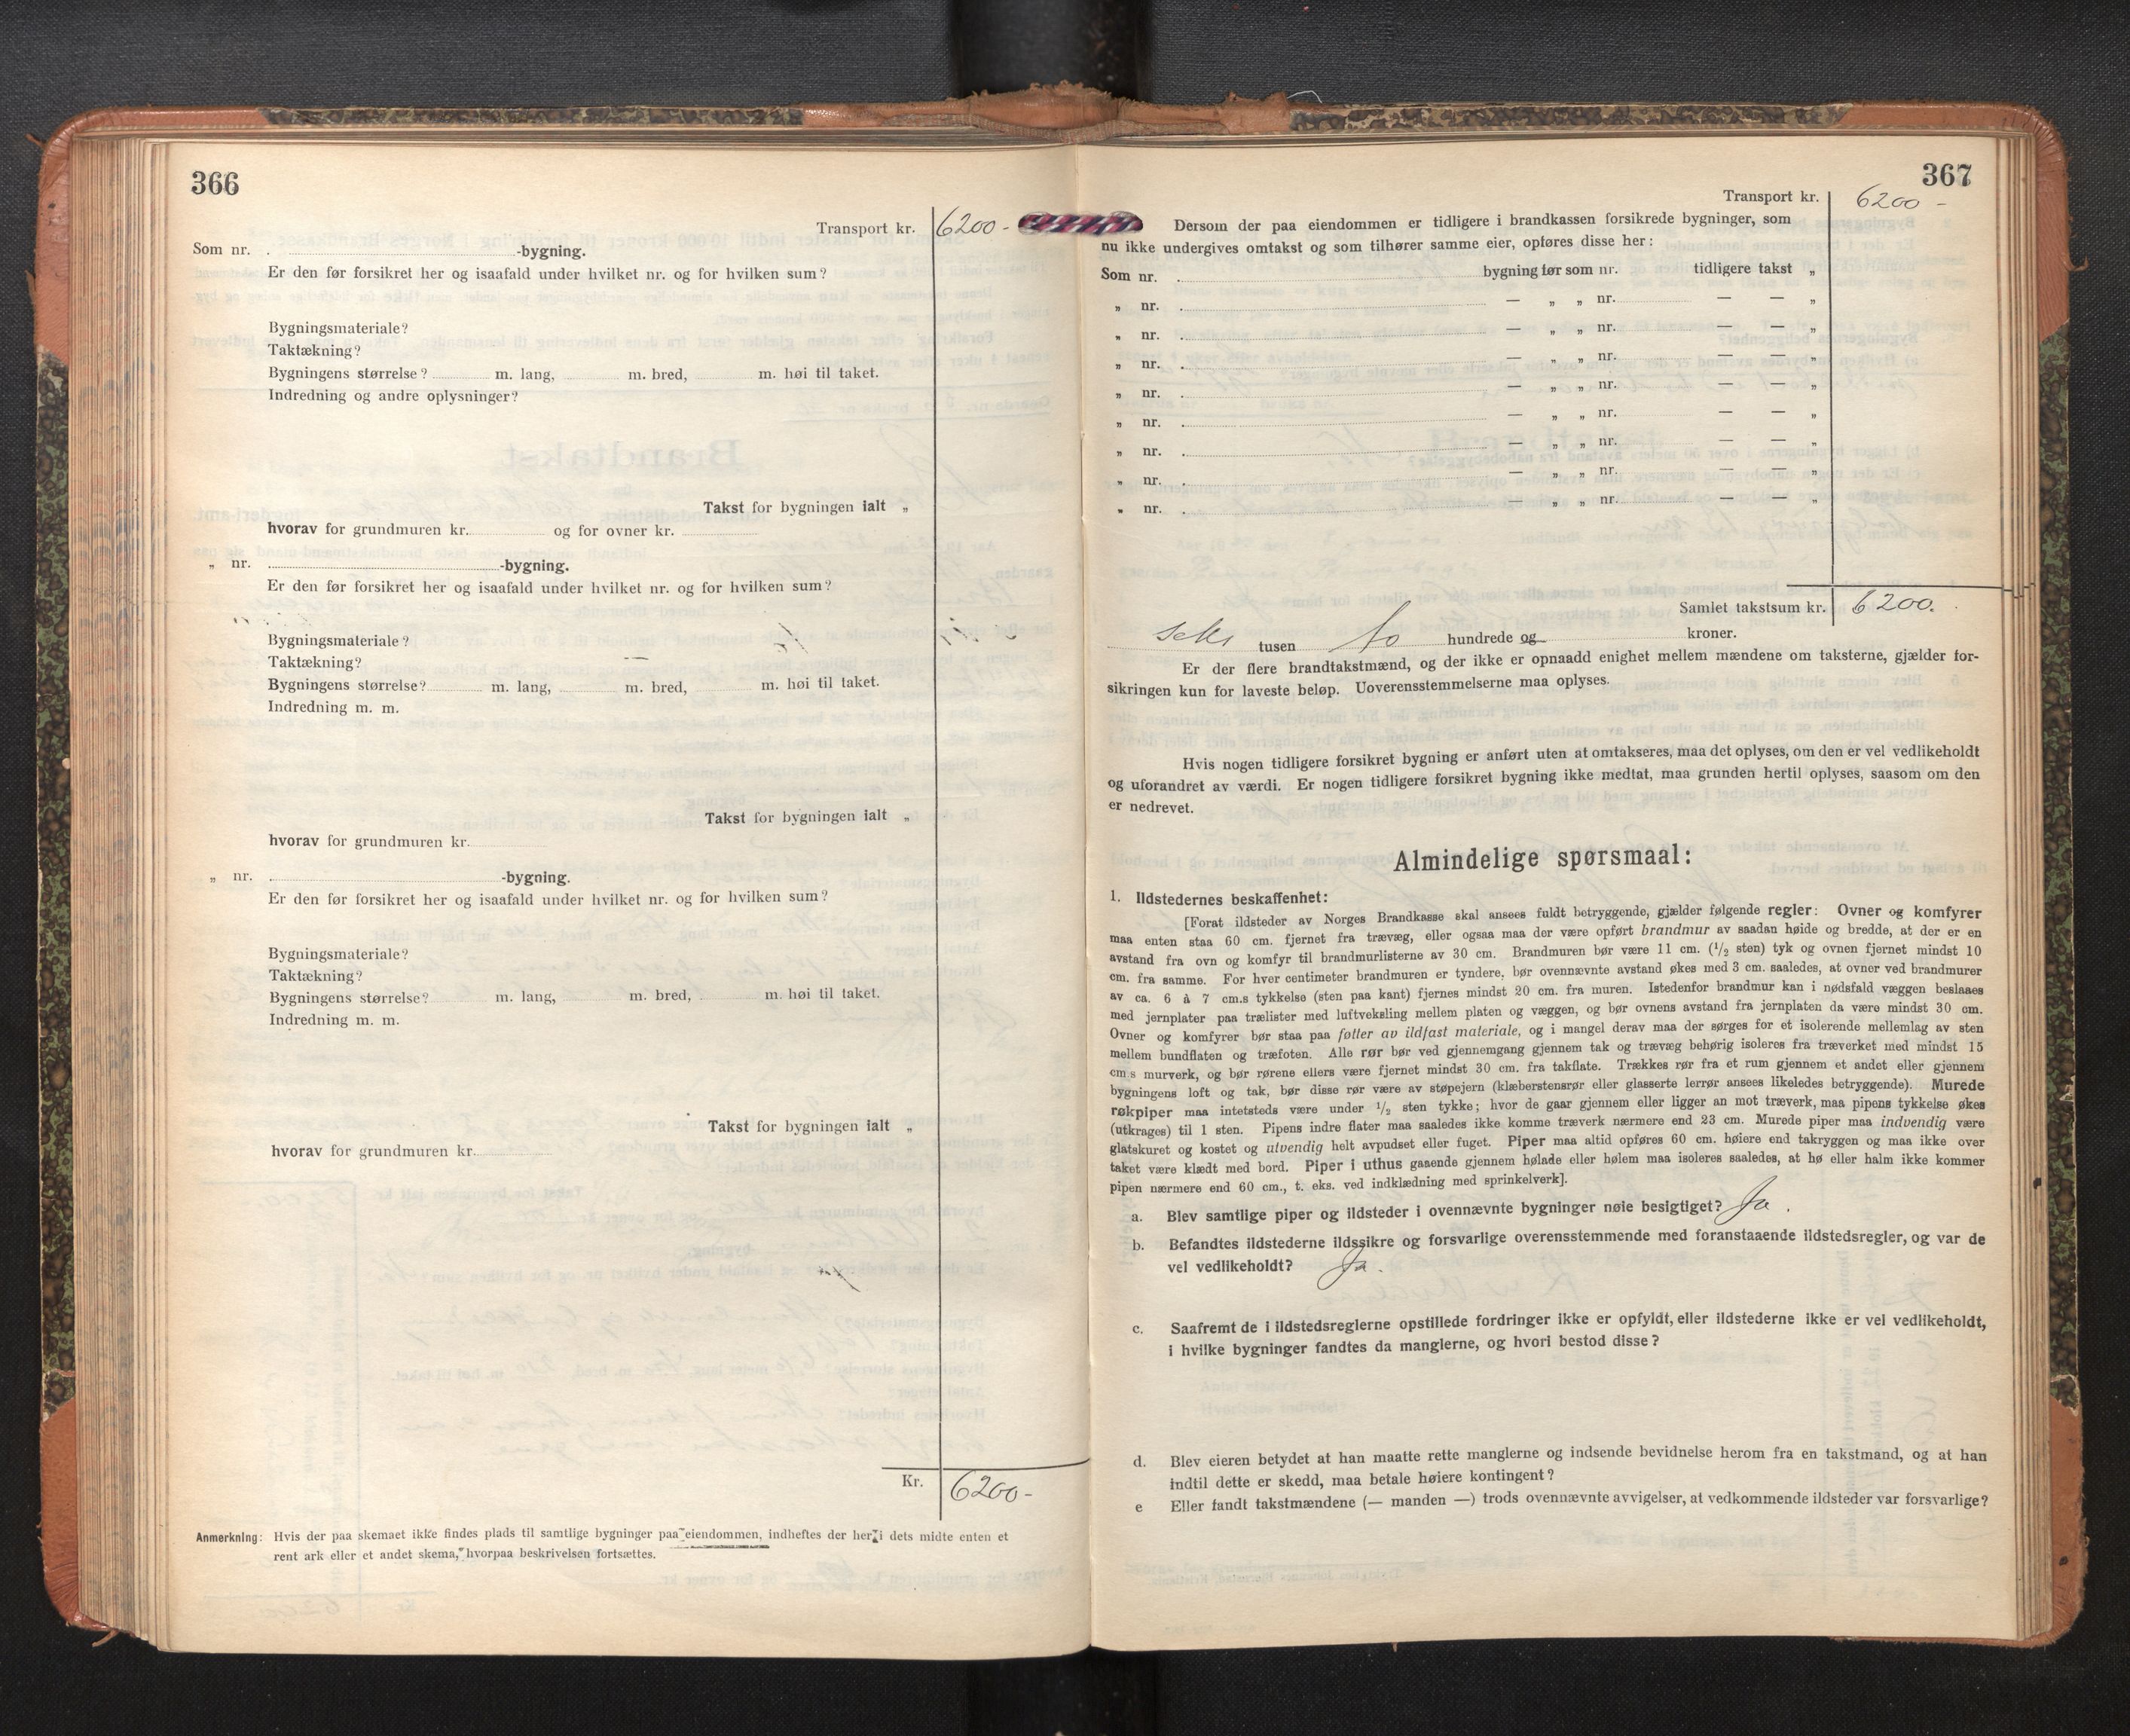 366
Transport kr. 6200-
Som nr. -bygning.
Er den før forsikret her og isaafald under hvilket nr. og for hvilken sum?
Bygningsmateriale?
Taktækning?
Bygningens størrelse? m. lang, m. bred, m. høi til taket.
Indredning og andre oplysninger?
Takst for bygningen ialt „
hvorav for grundmuren kr. og for ovner kr.
„ nr. -bygning.
Er den før forsikret her og isaafald under hvilket nr. og for hvilken sum?
Bygningsmateriale?
Taktækning?
Bygningens størrelse? m. lang, m. bred, m. høi til taket.
Indredning m. m.
Takst for bygningen ialt „
hvorav for grundmuren kr.
„ nr. -bygning.
Er den før forsikret her og isaafald under hvilket nr. og for hvilken sum?
Bygningsmateriale?
Taktækning?
Bygningens størrelse? m. lang, m. bred, m. høi til taket.
Indredning m. m.
Takst for bygningen ialt „
hvorav for grundmuren kr.
Kr. 6200-
Anmerkning: Hvis der paa skemaet ikke findes plads til samtlige bygninger paa eiendommen, indheftes der her i dets midte enten et
rent ark eller et andet skema, hvorpaa beskrivelsen fortsættes.
367
Transport kr. 6200-
Dersom der paa eiendommen er tidligere i brandkassen forsikrede bygninger, som
nu ikke undergives omtakst og som tilhører samme eier, opføres disse her:
Som nr. bygning før som nr. tidligere takst „
„ nr. — „ „ nr. — — „
„ nr. — „ „ nr. — — „
„ nr. — „ „ nr. — — „
„ nr. — „ „ nr. — — „
„ nr. — „ „ nr. — — „
„ nr. — „ „ nr. — — „
„ nr. — „ „ nr. — — „
„ nr. — „ „ nr. — — „
Samlet takstsum kr. 6200.
seks tusen to hundrede og kroner.
Er der flere brandtakstmænd, og der ikke er opnaadd enighet mellem mændene om taksterne, gjælder for-
sikringen kun for laveste beløp. Uoverensstemmelserne maa oplyses.
Hvis nogen tidligere forsikret bygning er anført uten at omtakseres, maa det oplyses, om den er vel vedlikeholdt
og uforandret av værdi. Er nogen tidligere forsikret bygning ikke medtat, maa grunden hertil oplyses, saasom om den
er nedrevet.
Almindelige spørsmaal:
1. Ildstedernes beskaffenhet:
[Forat ildsteder av Norges Brandkasse skal ansees fuldt betryggende, gjælder følgende regler: Ovner og komfyrer
maa enten staa 60 cm. fjernet fra trævæg, eller ogsaa maa der være opført brandmur av saadan høide og bredde, at der er en
avstand fra ovn og komfyr til brandmurlisterne av 30 cm. Brandmuren bør være 11 cm. (1/2 sten) tyk og ovnen fjernet mindst 10
cm. fra samme. For hver centimeter brandmuren er tyndere, bør ovennævnte avstand økes med 3 cm. saaledes, at ovner ved brandmurer
av ca. 6 à 7 cm.s tykkelse (sten paa kant) fjernes mindst 20 cm. fra muren. Istedenfor brandmur kan i nødsfald væggen beslaaes
med jernplater paa trælister med luftveksling mellem platen og væggen, og bør ovnens avstand fra jernplaten da være mindst 30 cm.
Ovner og komfyrer bør staa paa føtter av ildfast materiale, og i mangel derav maa der sørges for et isolerende mellemlag av sten
mellem bundflaten og træfoten. Alle rør bør ved gjennemgang gjennem tak og trævæg behørig isoleres fra træverket med mindst 15
cm.s murverk, og bør rørene ellers være fjernet mindst 30 cm. fra takflate. Trækkes rør fra et rum gjennem et andet eller gjennem
bygningens loft og tak, bør disse rør være av støpejern (klæberstensrør eller glasserte lerrør ansees likeledes betryggende). Murede
røkpiper maa intetsteds være under 1/2 sten tykke; hvor de gaar gjennem eller ligger an mot træverk, maa pipens tykkelse økes
(utkrages) til 1 sten. Pipens indre flater maa saaledes ikke komme træverk nærmere end 23 cm. Murede piper maa indvendig være
glatskuret og kostet og utvendig helt avpudset eller fuget. Piper maa altid opføres 60 cm. høiere end takryggen og maa ikke over
taket være klædt med bord. Piper i uthus gaaende gjennem hølade eller hølem maa isoleres saaledes, at hø eller halm ikke kommer
pipen nærmere end 60 cm., t. eks. ved indklædning med sprinkelverk].
a. Blev samtlige piper og ildsteder i ovennævnte bygninger nøie besigtiget? Ja.
b. Befandtes ildstederne ildssikre og forsvarlige overensstemmende med foranstaaende ildstedsregler, og var de
vel vedlikeholdt? Ja.
c. Saafremt de i ildstedsreglerne opstillede fordringer ikke er opfyldt, eller ildstederne ikke er vel vedlikeholdt,
i hvilke bygninger fandtes da manglerne, og hvori bestod disse?
d. Blev eieren betydet at han maatte rette manglerne og indsende bevidnelse herom fra en takstmand, og at han
indtil dette er skedd, maa betale høiere kontingent?
e Eller fandt takstmændene (— manden —) trods ovennævnte avvigelser, at vedkommende ildsteder var forsvarlige?